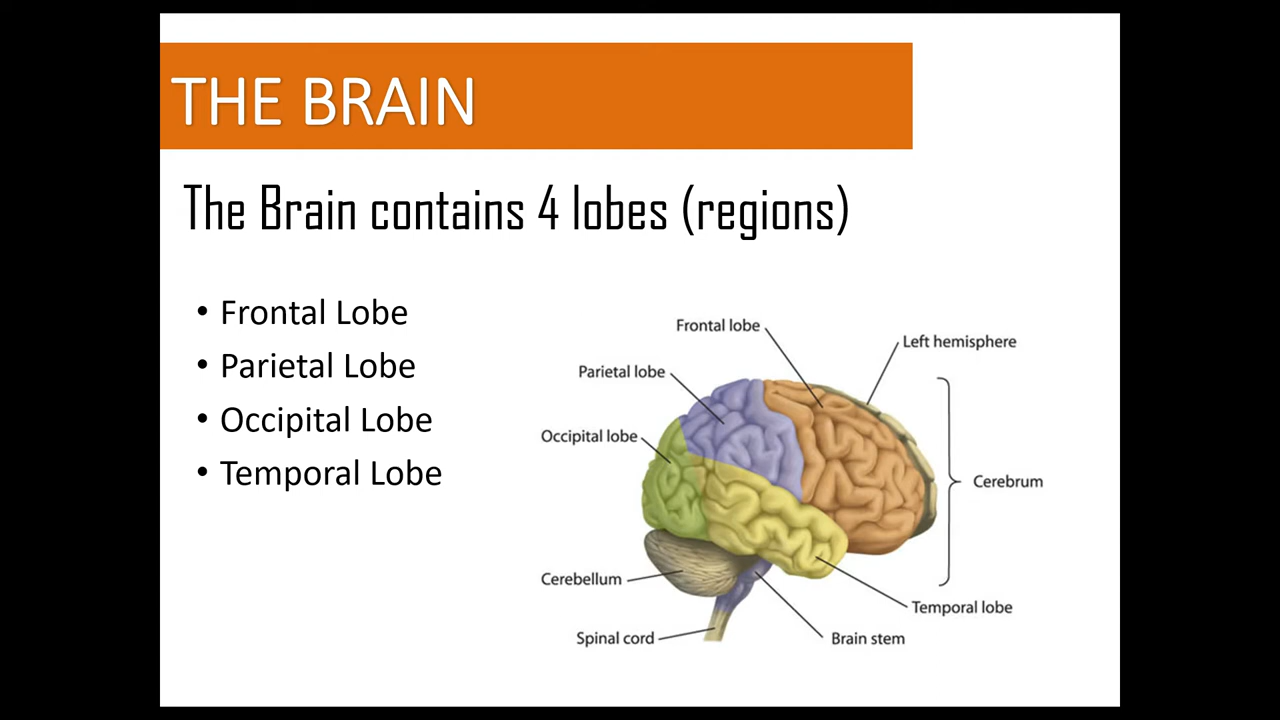 THE BRAIN
The Brain contains 4 lobes (regions)
• Frontal Lobe
• Parietal Lobe
• Occipital Lobe
• Temporal Lobe
Frontal lobe
Left hemisphere
Parietal lobe
Occipital lobe
Cerebrum
Cerebellum
Temporal lobe
Spinal cord
Brain stem